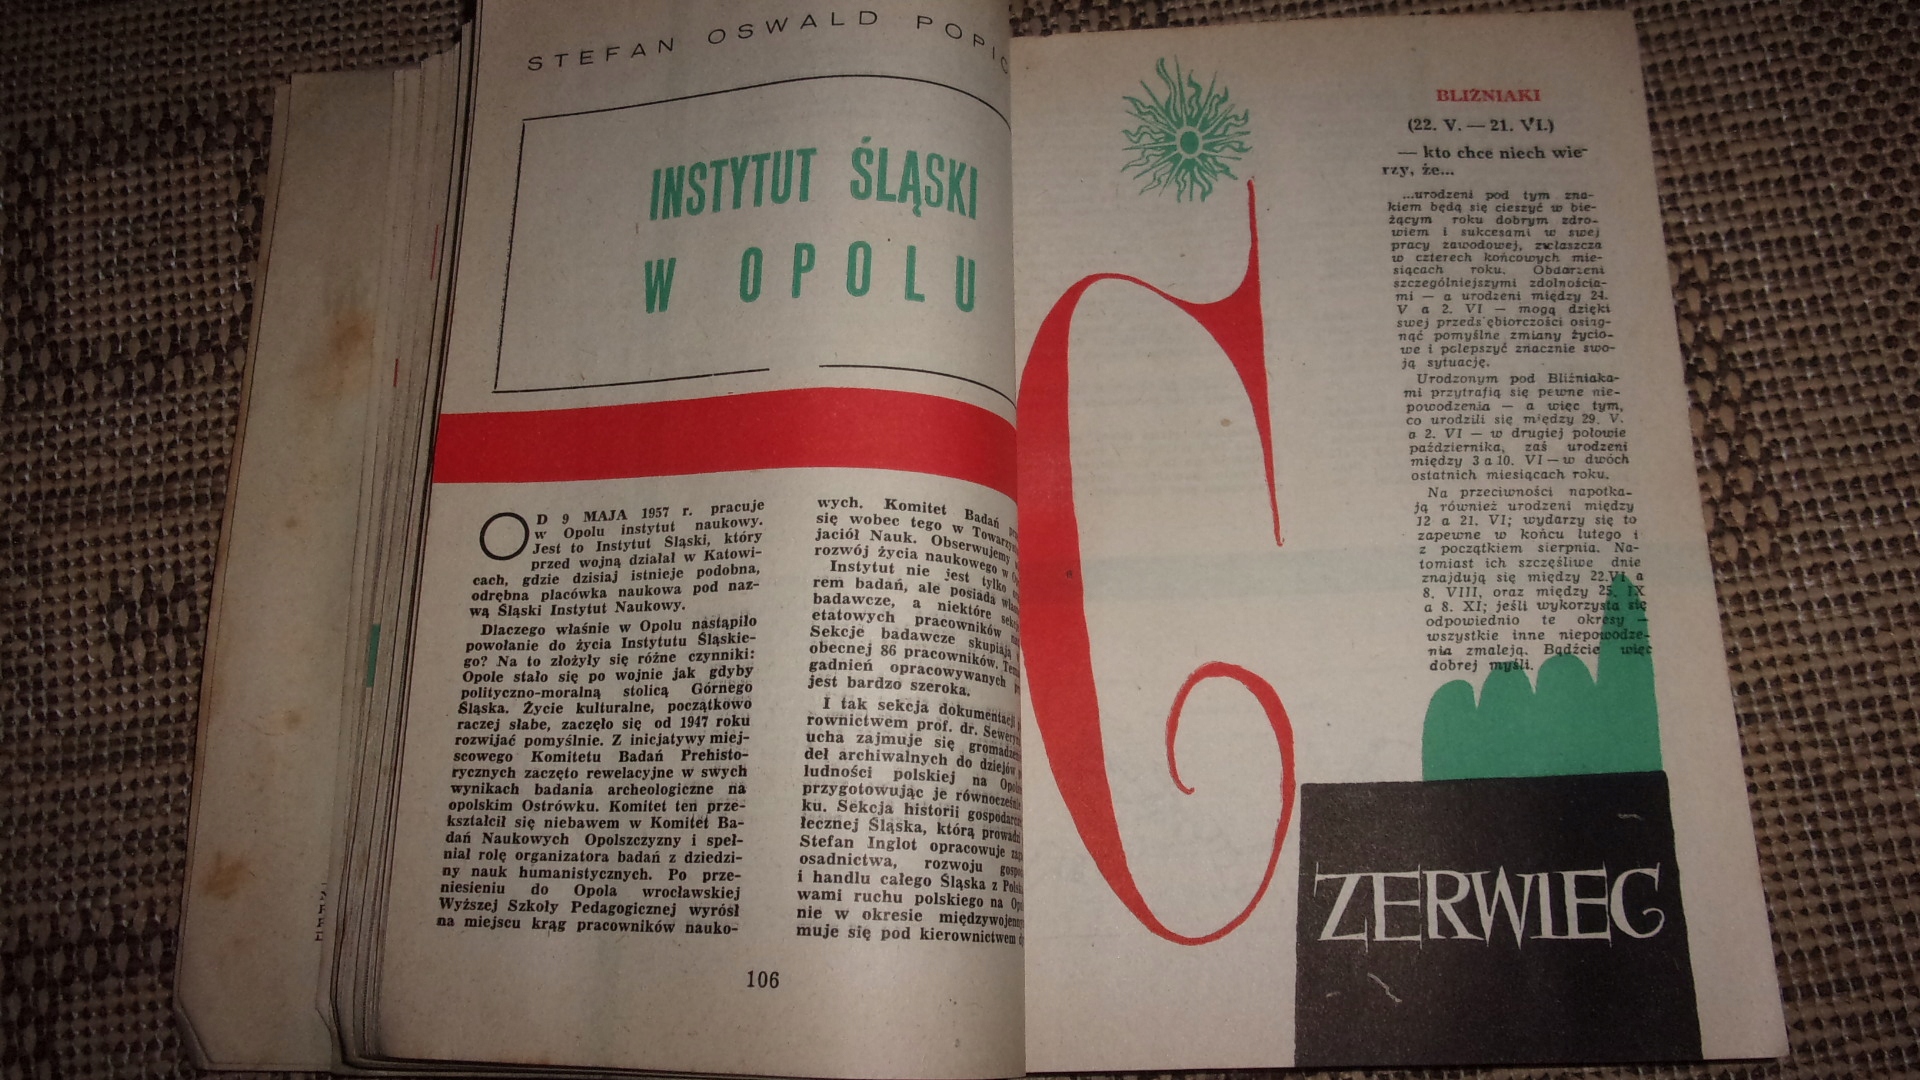 STEFAN OSWALD
INSTYTUT ŚLĄSKI
W OPOLU
OD 9 MAJA 1957 r. pracuje
w Opolu instytut naukowy.
Jest to Instytut Śląski, który
przed wojną działał w Katowi-
cach, gdzie dzisiaj istnieje podobna,
odrębna placówka naukowa pod naz-
wą Śląski Instytut Naukowy.
Dlaczego właśnie w Opolu nastąpiło
powołanie do życia Instytutu Śląskie-
go? Na to złożyły się różne czynniki:
Opole stało się po wojnie jak gdyby
polityczno-moralną stolicą Górnego
Śląska. Życie kulturalne, początkowo
raczej słabe, zaczęło się od 1947 roku
rozwijać pomyślnie. Z inicjatywy miej-
scowego Komitetu Badań Prehisto-
rycznych zaczęto rewelacyjne w swych
wynikach badania archeologiczne na
opolskim Ostrówku. Komitet ten prze-
kształcił się niebawem w Komitet Ba-
dań Naukowych Opolszczyzny i speł-
niał rolę organizatora badań z dziedzi-
ny nauk humanistycznych. Po prze-
niesieniu do Opola wrocławskiej
Wyższej Szkoły Pedagogicznej wyrósł
na miejscu krąg pracowników nauko-
wych. Komitet Badań
się wobec tego w
jaciół Nauk. Obserwujemy
rozwój życia naukowego w
Instytut nie jest tylko
rem badań, ale posiada
badawcze, a niektóre
etatowych pracowników
Sekcje badawcze skupiają
obecnej 86 pracowników.
gadnień opracowywanych
jest bardzo szeroka.
I tak sekcja dokumentacji
rownictwem prof. dr.
ucha zajmuje się
deł archiwalnych do dziejów
ludności polskiej na
przygotowując je równocześnie
ku. Sekcja historii
łecznej Śląska, którą
Stefan Inglot opracowuje
osadnictwa, rozwoju
i handlu całego Śląska z
wami ruchu polskiego na
nie w okresie
muje się pod kierownictwem
106
BLIŹNIAKI
(22. V. — 21. VI.)
— kto chce niech wie-
rzy, że...
...urodzeni pod tym zna-
kiem będą się cieszyć w bie-
żącym roku dobrym zdro-
wiem i sukcesami w swej
pracy zawodowej, zwłaszcza
w czterech końcowych mie-
siącach roku. Obdarzeni
szczególniejszymi zdolnościa-
mi — a urodzeni między 24.
V a 2. VI — mogą dzięki
swej przedsiębiorczości osiąg-
nąć pomyślne zmiany życio-
we i polepszyć znacznie swo-
ją sytuację.
Urodzonym pod Bliźniaka-
mi przytrafią się pewne nie-
powodzenia — a więc tym,
co urodzili się między 29. V.
a 2. VI — w drugiej połowie
października, zaś urodzeni
między 3 a 10. VI — w dwóch
ostatnich miesiącach roku.
Na przeciwności napotka-
ją również urodzeni między
12 a 21. VI; wydarzy się to
zapewne w końcu lutego i
z początkiem sierpnia. Na-
tomiast ich szczęśliwe dnie
znajdują się między 22.VI a
8. VIII, oraz między 25. IX
a 8. XI; jeśli wykorzysta się
odpowiednio te okresy —
wszystkie inne niepowodze-
nia zmaleją. Bądźcie więc
dobrej myśli.
CZERWIEC